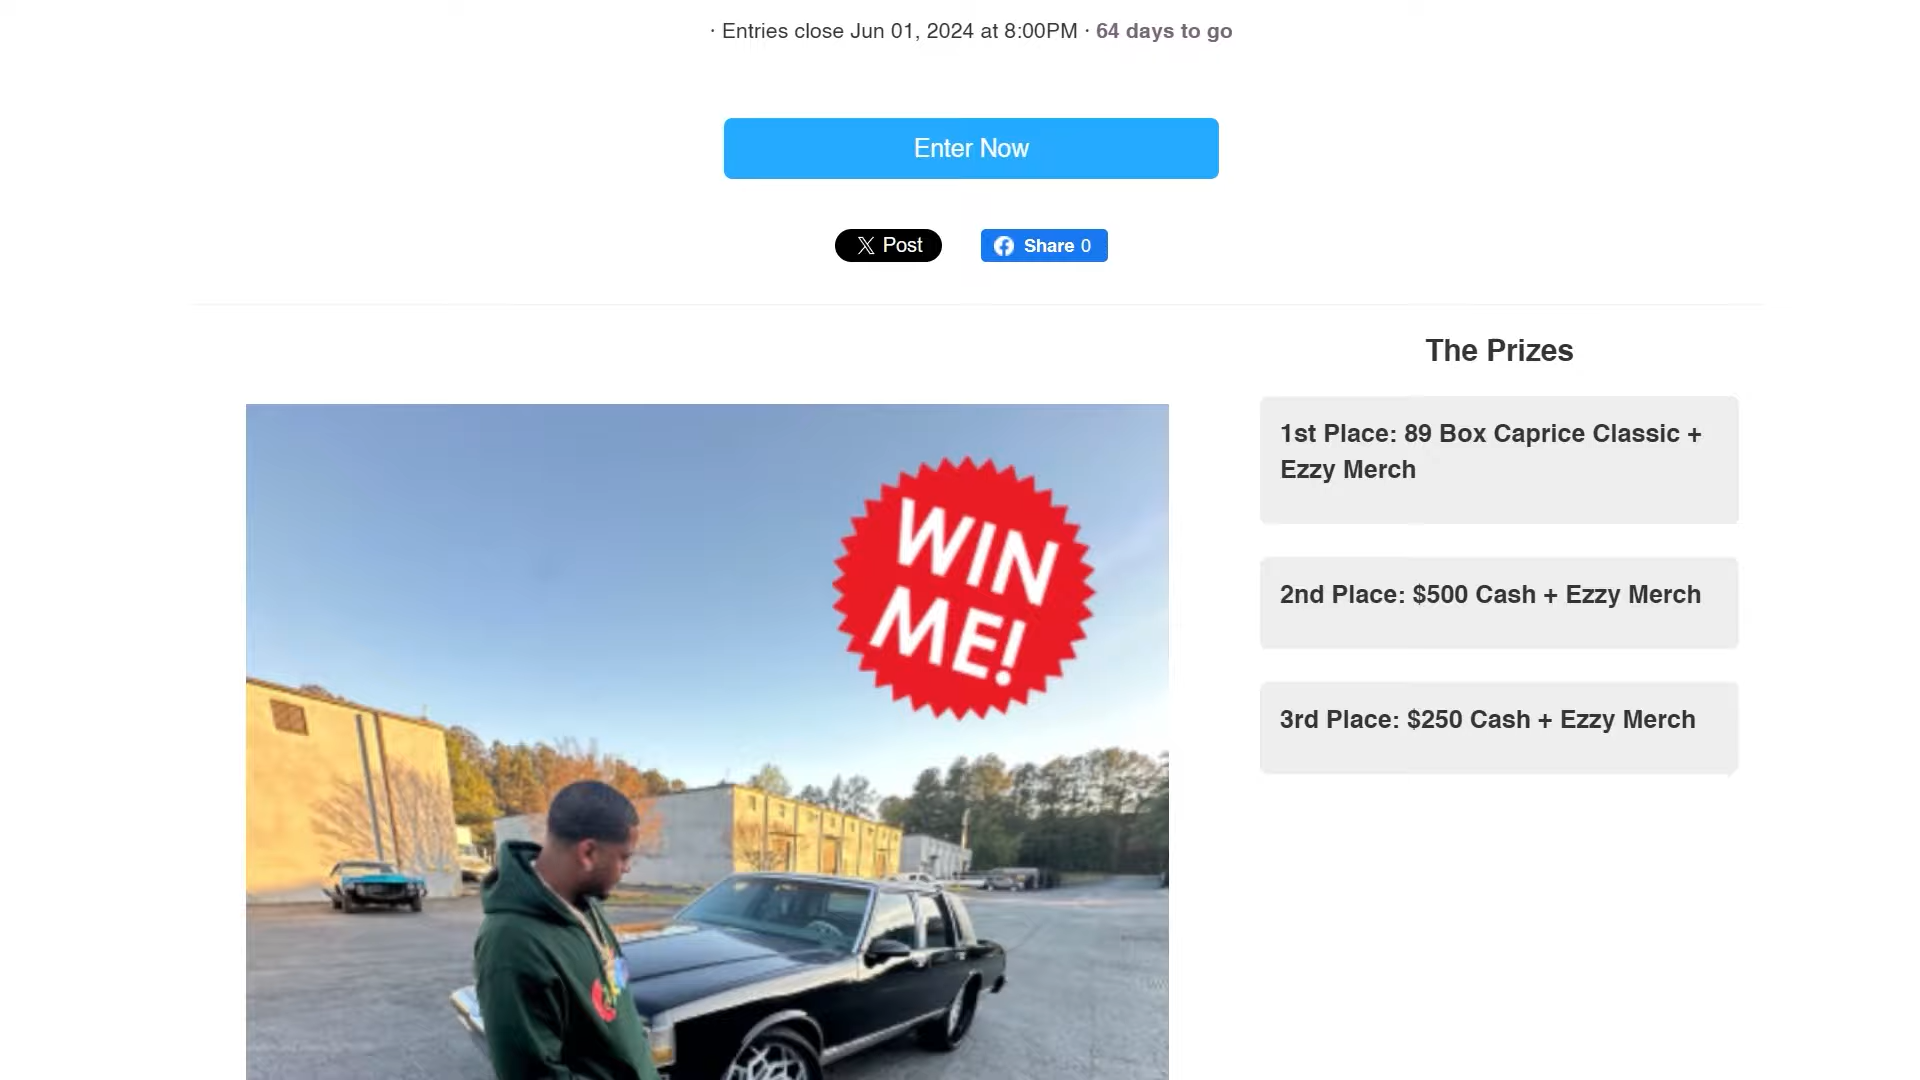 · Entries close Jun 01, 2024 at 8:00PM · 64 days to go
Enter Now
Post
Share 0
The Prizes
1st Place: 89 Box Caprice Classic +
Ezzy Merch
2nd Place: $500 Cash + Ezzy Merch
3rd Place: $250 Cash + Ezzy Merch
WIN
ME!